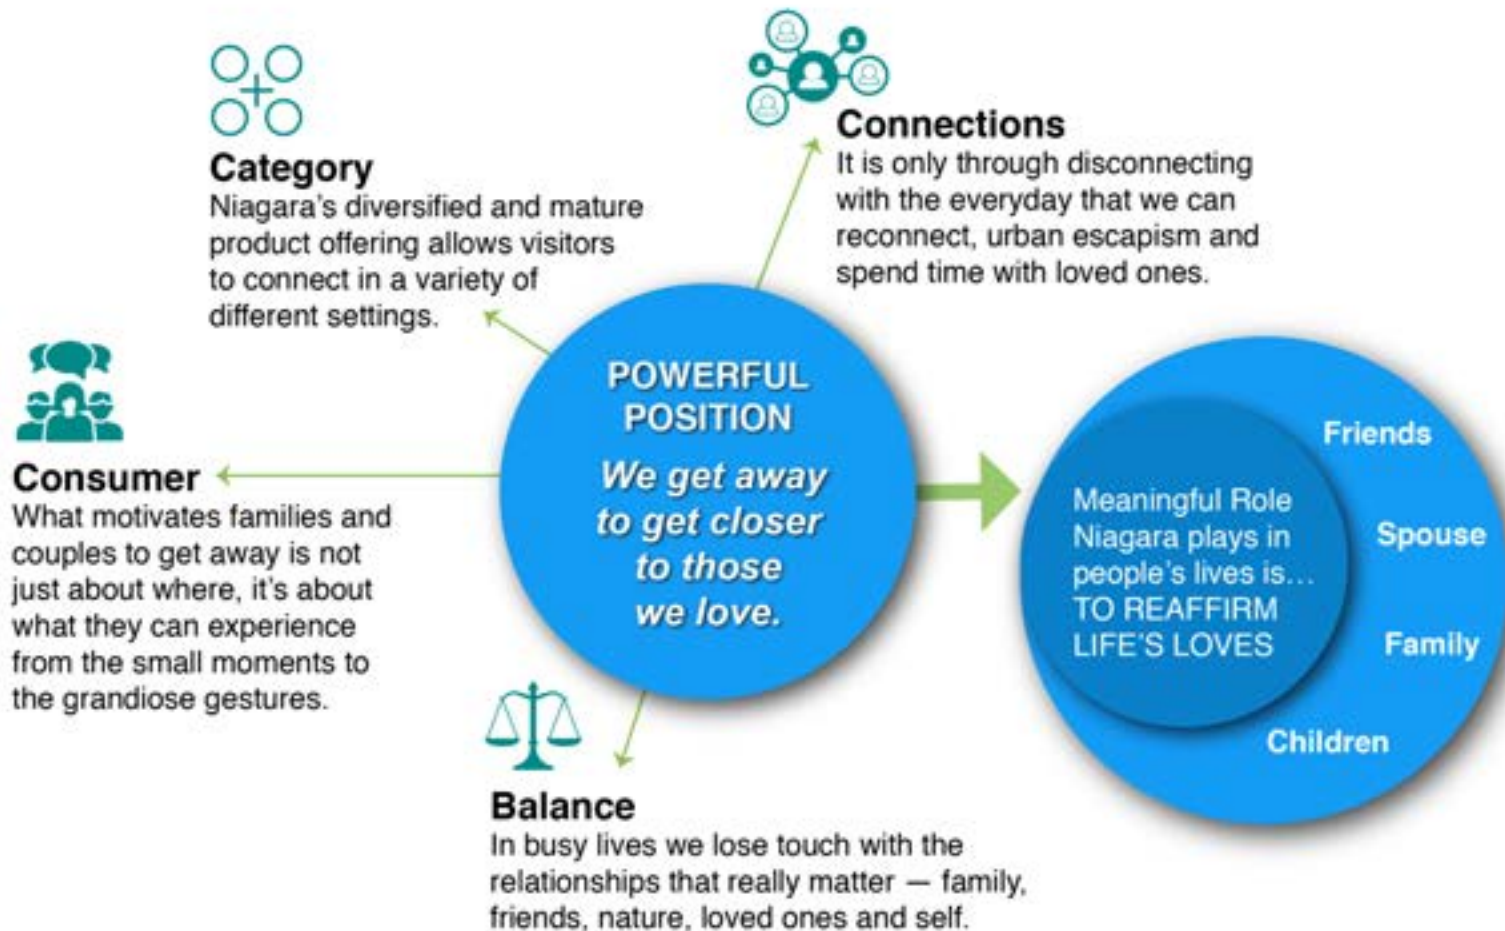 Category
Niagara's diversified and mature
product offering allows visitors
to connect in a variety of
different settings.
Connections
It is only through disconnecting
with the everyday that we can
reconnect, urban escapism and
spend time with loved ones.
Consumer
What motivates families and
couples to get away is not
just about where, it's about
what they can experience
from the small moments to
the grandiose gestures.
POWERFUL
POSITION
We get away
to get closer
to those
we love.
Meaningful Role
Niagara plays in
people's lives is...
TO REAFFIRM
LIFE'S LOVES
Friends
Spouse
Family
Children
Balance
In busy lives we lose touch with the
relationships that really matter — family,
friends, nature, loved ones and self.